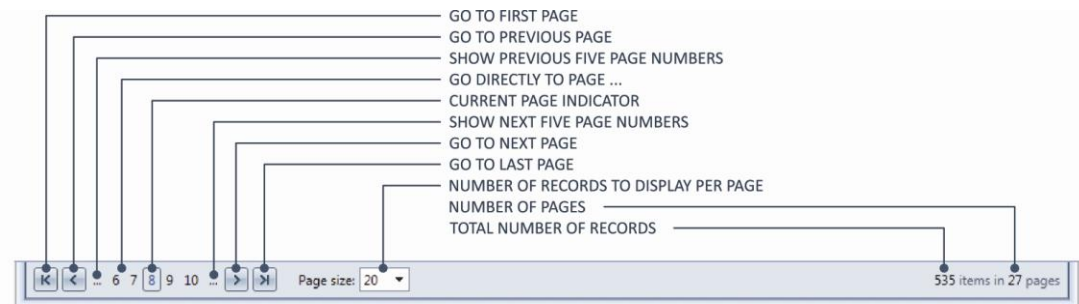 GO TO FIRST PAGE
GO TO PREVIOUS PAGE
SHOW PREVIOUS FIVE PAGE NUMBERS
GO DIRECTLY TO PAGE ...
CURRENT PAGE INDICATOR
SHOW NEXT FIVE PAGE NUMBERS
GO TO NEXT PAGE
GO TO LAST PAGE
NUMBER OF RECORDS TO DISPLAY PER PAGE
NUMBER OF PAGES
TOTAL NUMBER OF RECORDS
... 6 7 8 9 10 ... Page size: 20 535 items in 27 pages